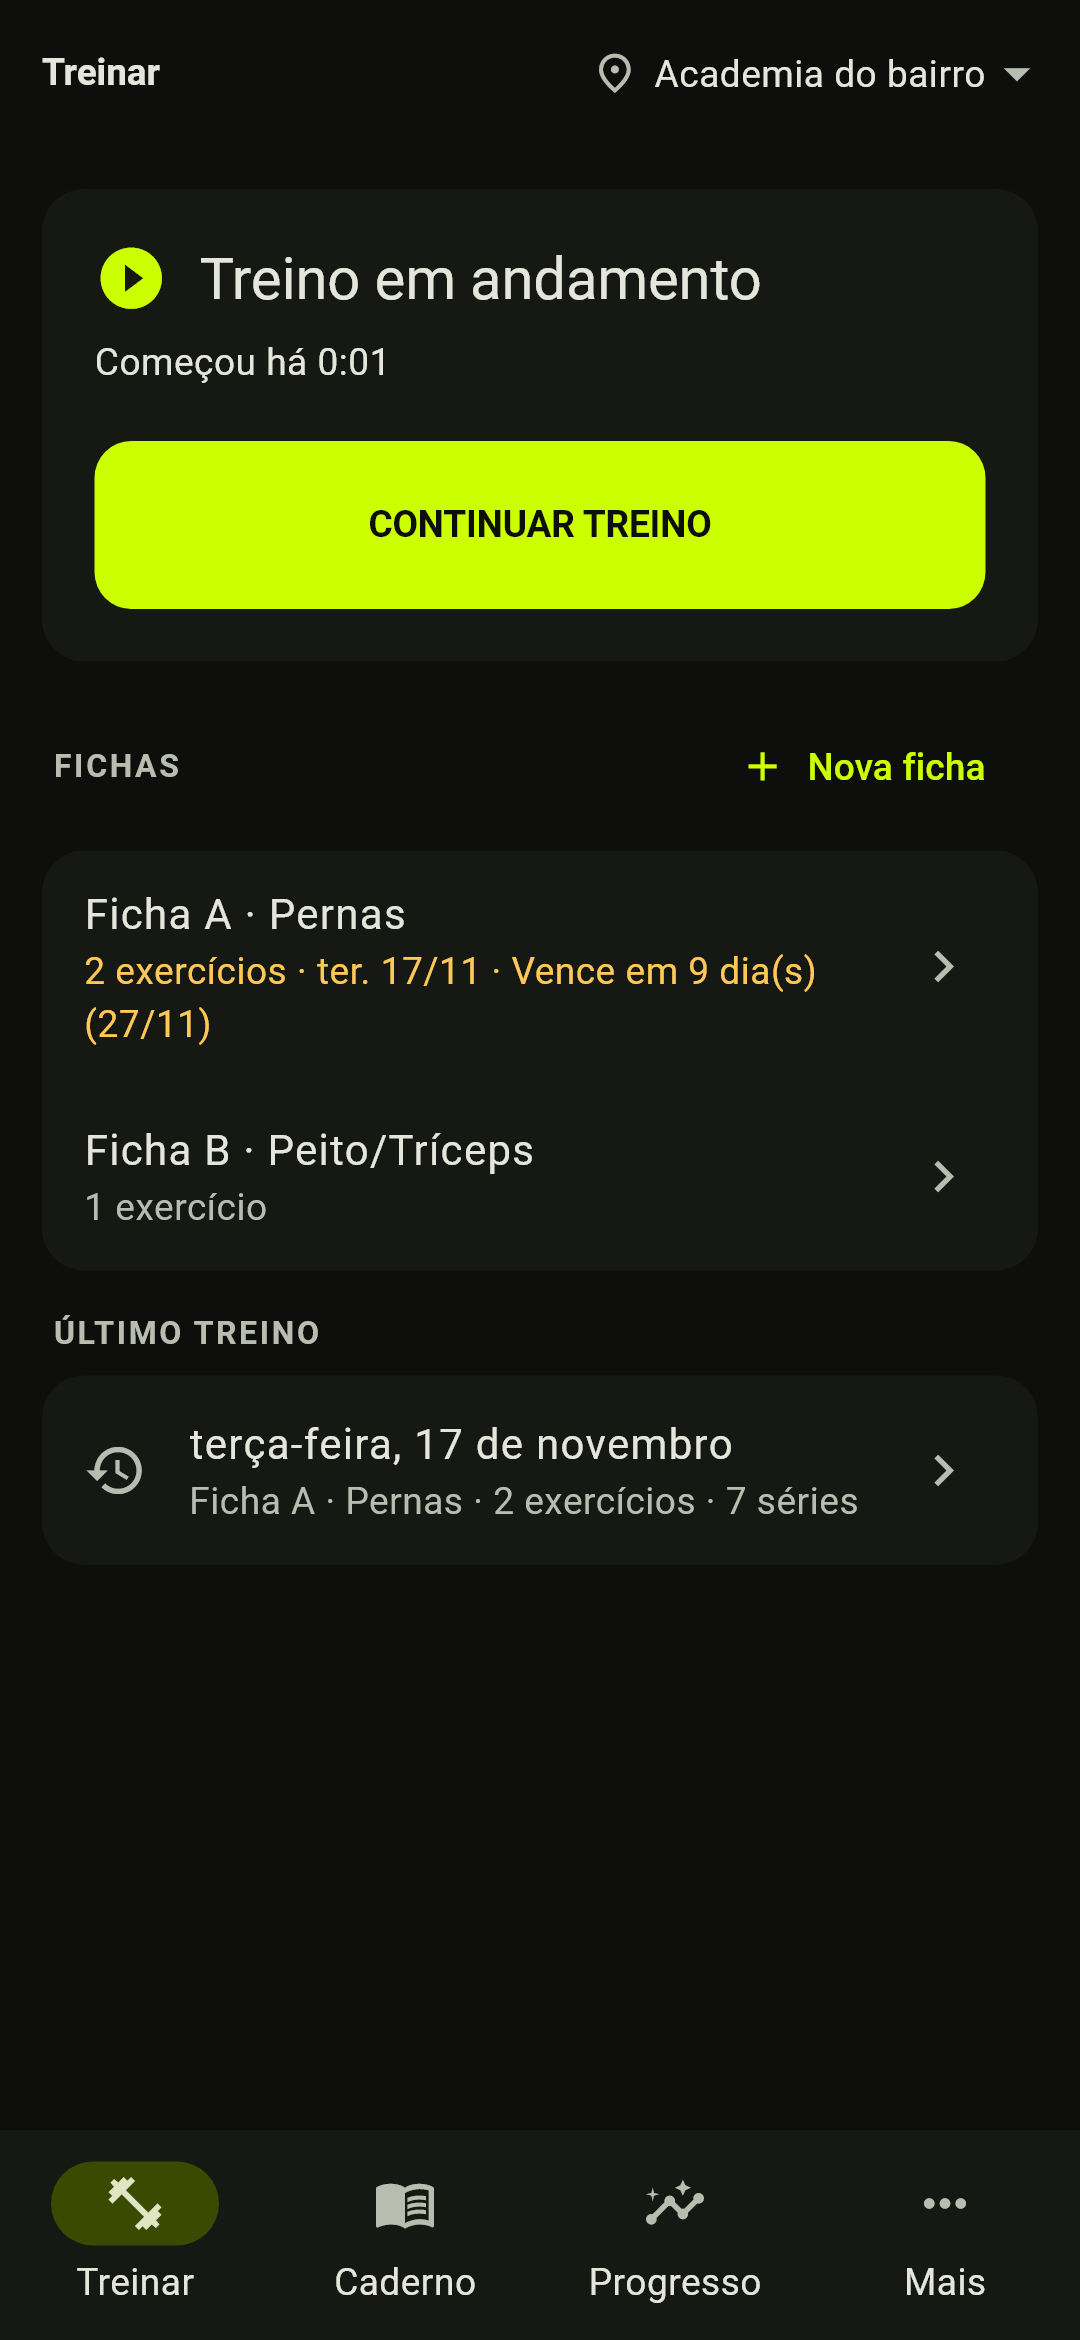 Treinar
Academia do bairro
Treino em andamento
Começou há 0:01
CONTINUAR TREINO
FICHAS
Nova ficha
Ficha A · Pernas
2 exercícios · ter. 17/11 · Vence em 9 dia(s)
(27/11)
Ficha B · Peito/Tríceps
1 exercício
ÚLTIMO TREINO
terça-feira, 17 de novembro
Ficha A · Pernas · 2 exercícios · 7 séries
Treinar
Caderno
Progresso
Mais